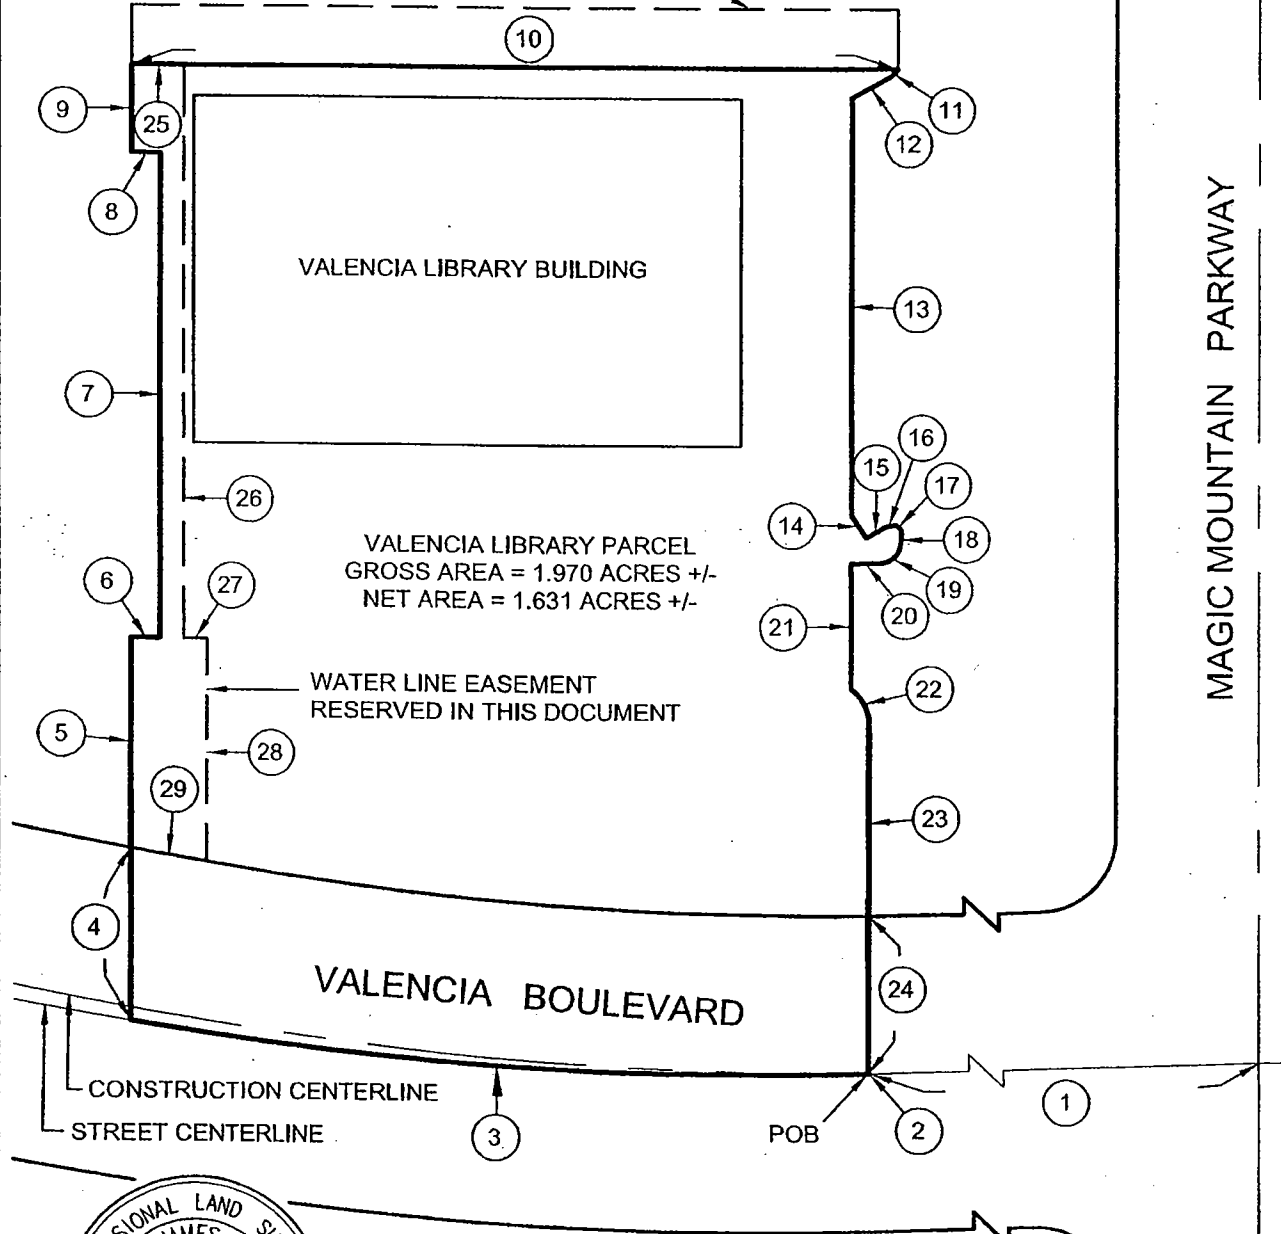 10
9
25
11
12
8
VALENCIA LIBRARY BUILDING
MAGIC MOUNTAIN PARKWAY
13
7
16
15
17
26
14
18
VALENCIA LIBRARY PARCEL
GROSS AREA = 1.970 ACRES +/-
NET AREA = 1.631 ACRES +/-
6
27
19
20
21
WATER LINE EASEMENT
RESERVED IN THIS DOCUMENT
22
5
28
29
23
4
VALENCIA BOULEVARD
24
CONSTRUCTION CENTERLINE
STREET CENTERLINE
3
POB
2
1
SIONAL LAND
JAMES